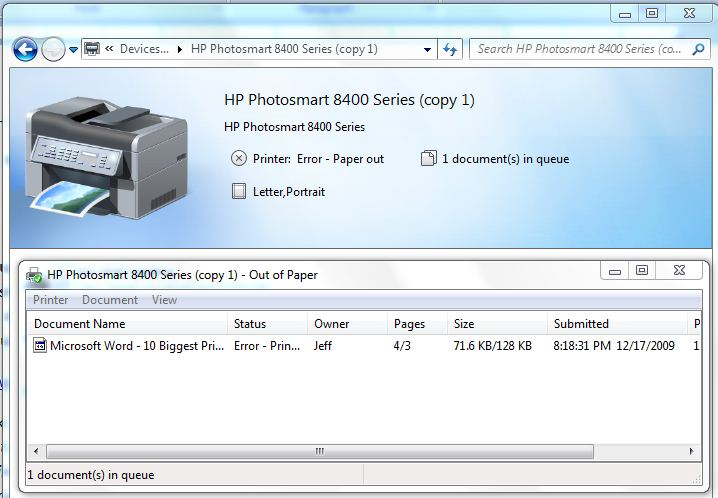 « Devices... ▸ HP Photosmart 8400 Series (copy 1) Search HP Photosmart 8400 Series (co...
HP Photosmart 8400 Series (copy 1)
HP Photosmart 8400 Series
Printer: Error - Paper out 1 document(s) in queue
Letter,Portrait
HP Photosmart 8400 Series (copy 1) - Out of Paper
Printer Document View
Document Name Status Owner Pages Size Submitted P
Microsoft Word - 10 Biggest Pri... Error - Prin... Jeff 4/3 71.6 KB/128 KB 8:18:31 PM 12/17/2009 1
1 document(s) in queue